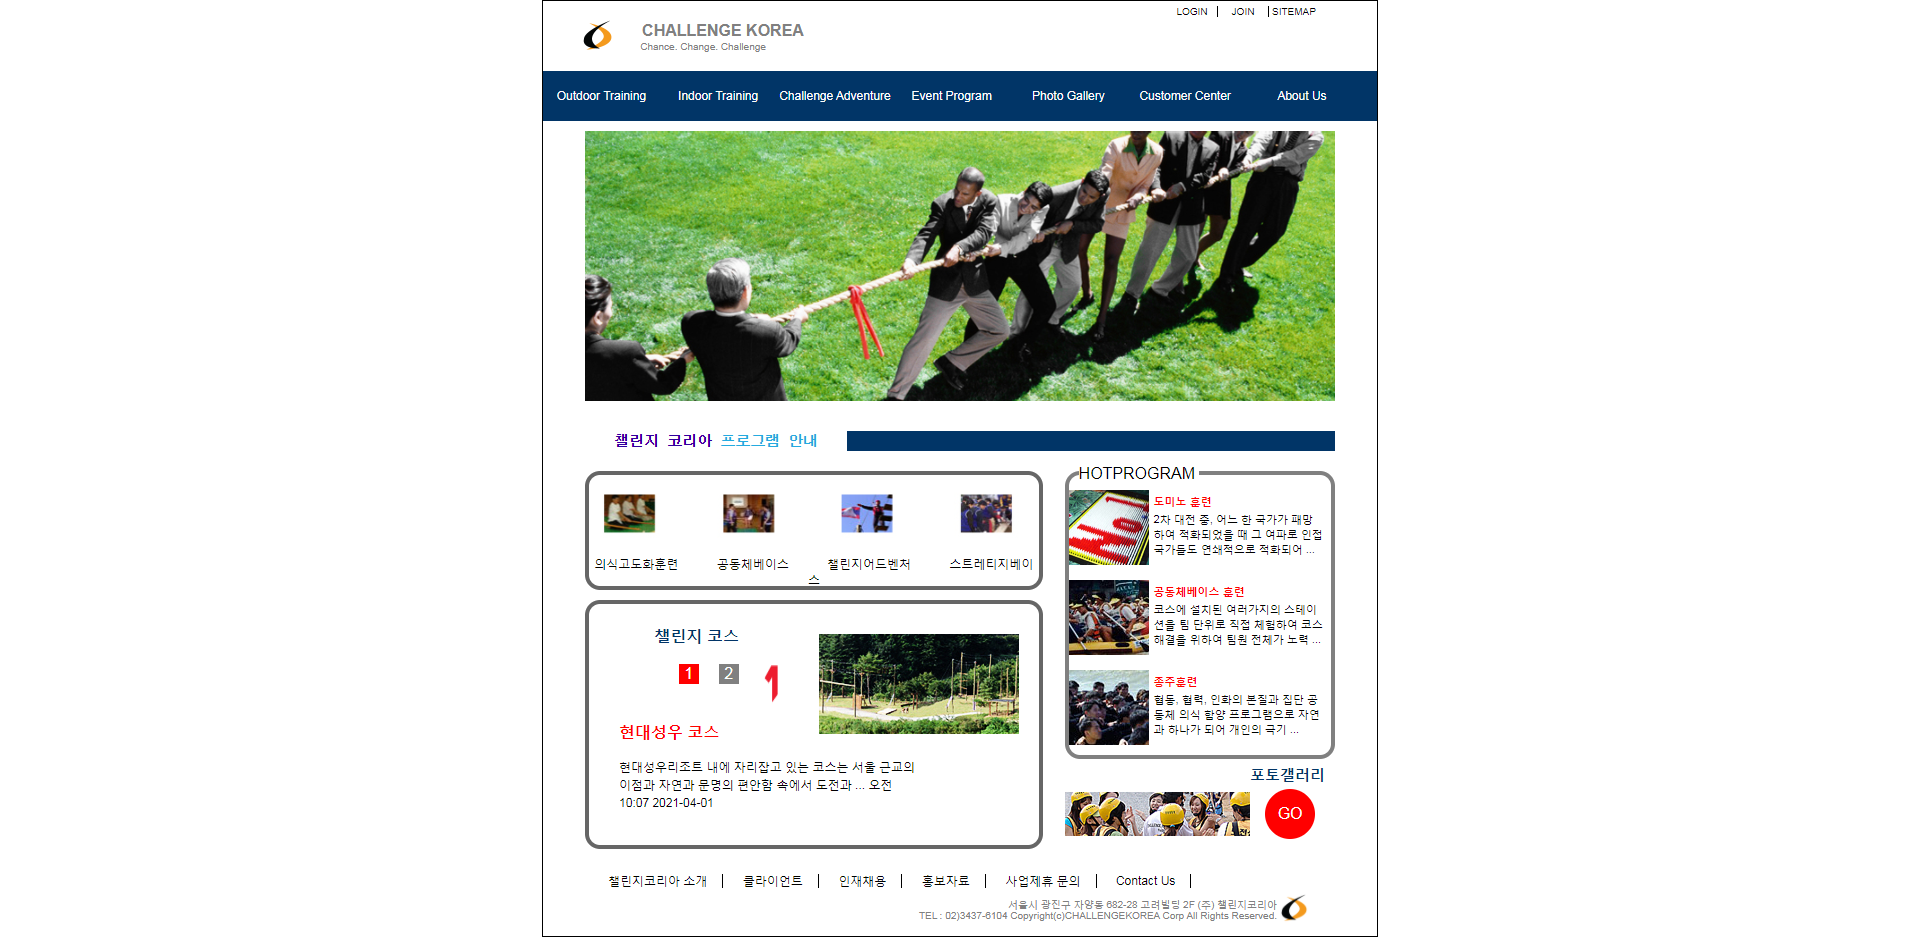 LOGIN | JOIN | SITEMAP
CHALLENGE KOREA
Chance. Change. Challenge
Outdoor Training Indoor Training Challenge Adventure Event Program Photo Gallery Customer Center About Us
챌린지 코리아 프로그램 안내
의식고도화훈련 공동체베이스 챌린지어드벤처 스트레티지베이
스
챌린지 코스
1 2 1
현대성우 코스
현대성우리조트 내에 자리잡고 있는 코스는 서울 근교의
이점과 자연과 문명의 편안함 속에서 도전과 ... 오전
10:07 2021-04-01
HOTPROGRAM
No1
도미노 훈련
2차 대전 중, 어느 한 국가가 패망
하여 적화되었을 때 그 여파로 인접
국가들도 연쇄적으로 적화되어 ...
공동체베이스 훈련
코스에 설치된 여러가지의 스테이
션을 팀 단위로 직접 체험하여 코스
해결을 위하여 팀원 전체가 노력 ...
종주훈련
협동, 협력, 인화의 본질과 집단 공
동체 의식 함양 프로그램으로 자연
과 하나가 되어 개인의 극기 ...
포토갤러리
GO
챌린지코리아 소개 | 클라이언트 | 인재채용 | 홍보자료 | 사업제휴 문의 | Contact Us |
서울시 광진구 자양동 682-28 고려빌딩 2F (주) 챌린지코리아
TEL : 02)3437-6104 Copyright(c)CHALLENGEKOREA Corp All Rights Reserved.